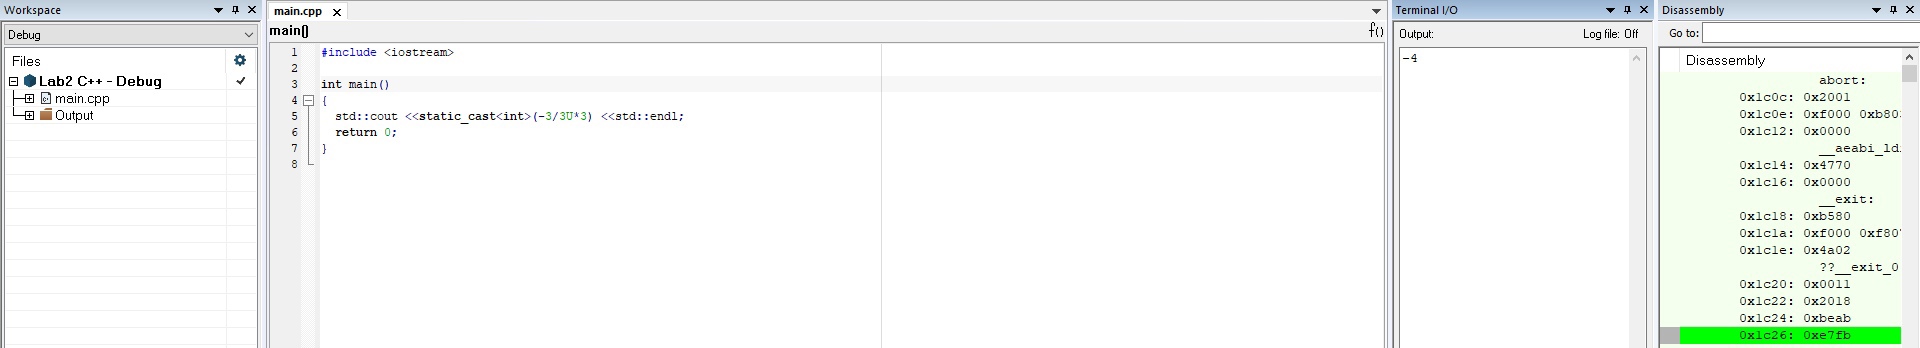 Workspace
Debug
Files
Lab2 C++ - Debug
main.cpp
Output
main.cpp
main()
f()
1 #include <iostream>
2
3 int main()
4 {
5 std::cout <<static_cast<int>(-3/3U*3) <<std::endl;
6 return 0;
7 }
8
Terminal I/O
Output: Log file: Off
-4
Disassembly
Go to:
Disassembly
abort:
0x1c0c: 0x2001
0x1c0e: 0xf000 0xb80
0x1c12: 0x0000
__aeabi_ld
0x1c14: 0x4770
0x1c16: 0x0000
__exit:
0x1c18: 0xb580
0x1c1a: 0xf000 0xf80
0x1c1e: 0x4a02
??__exit_0
0x1c20: 0x0011
0x1c22: 0x2018
0x1c24: 0xbeab
0x1c26: 0xe7fb